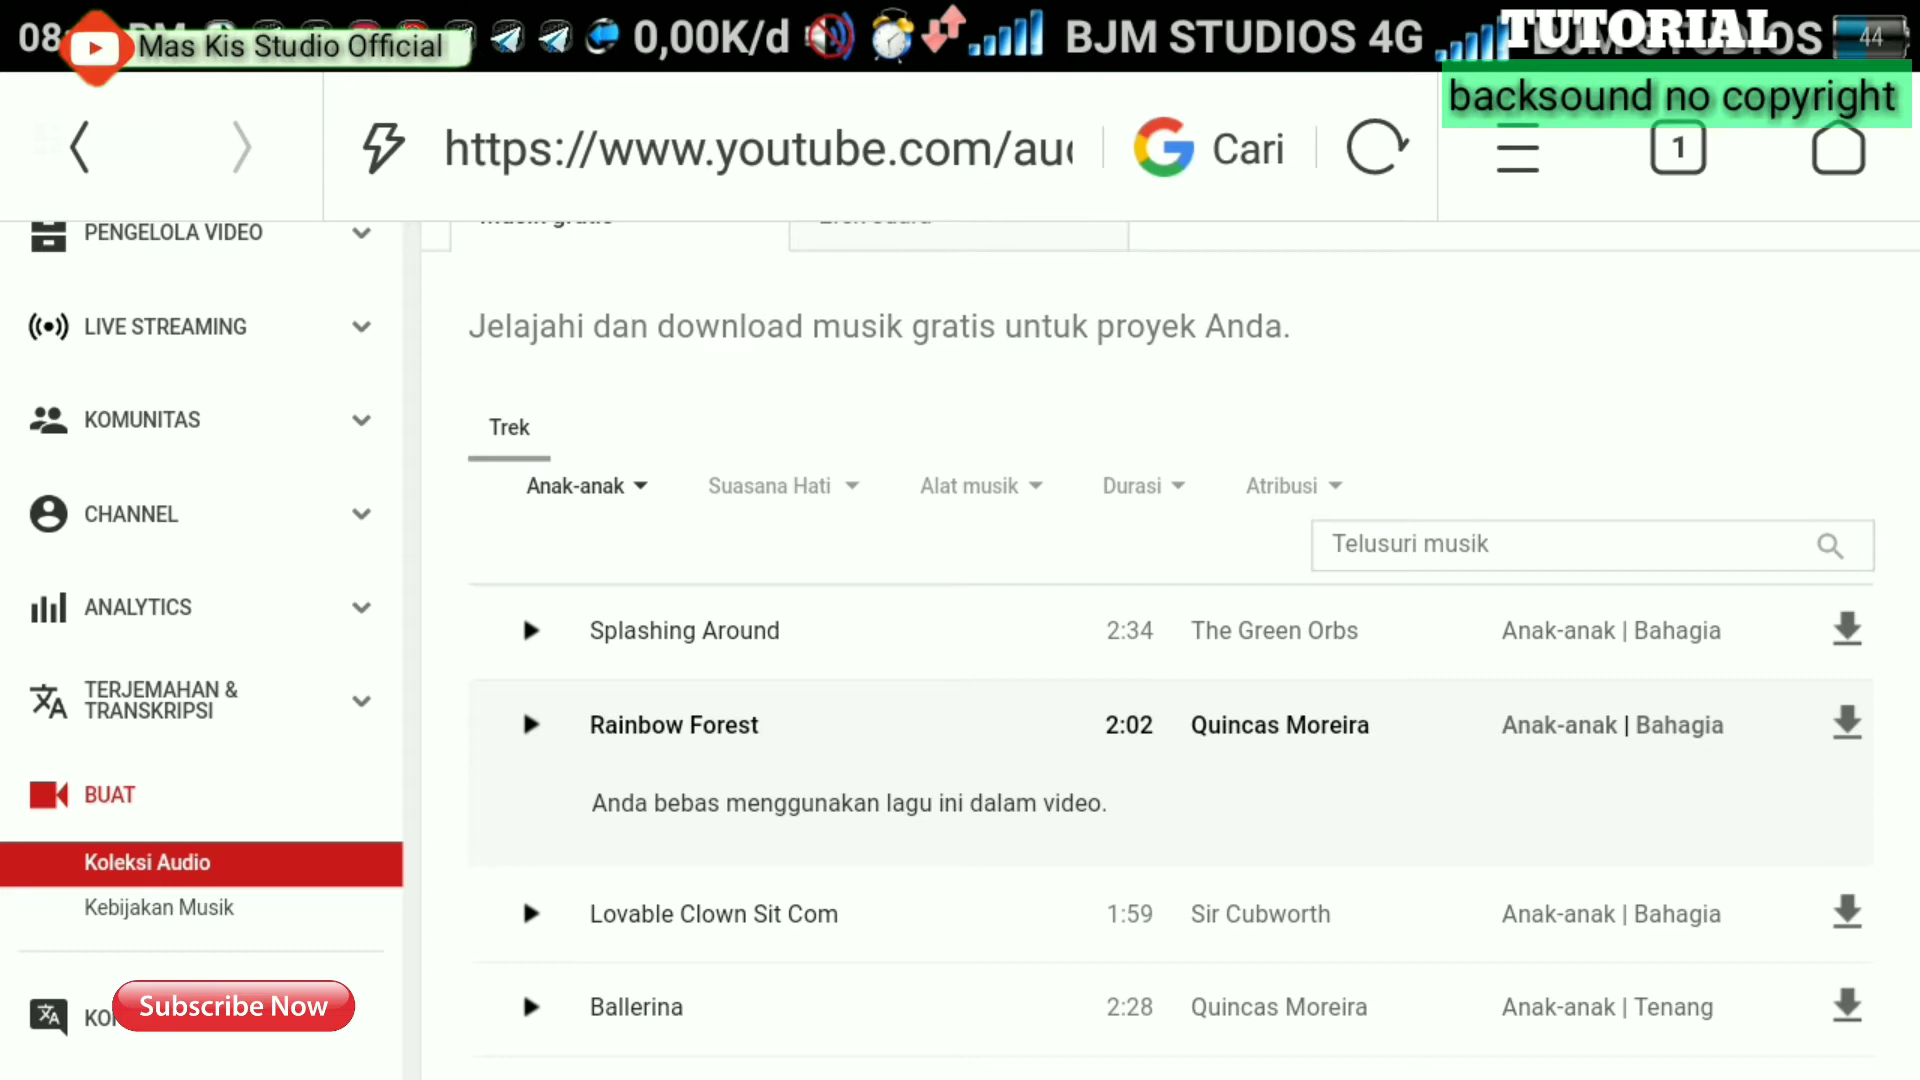 Mas Kis Studio Official
0,00K/d
BJM STUDIOS 4G
TUTORIAL
44
backsound no copyright
https://www.youtube.com/au
Cari
1
PENGELOLA VIDEO
LIVE STREAMING
KOMUNITAS
CHANNEL
ANALYTICS
TERJEMAHAN &
TRANSKRIPSI
BUAT
Koleksi Audio
Kebijakan Musik
Subscribe Now
Jelajahi dan download musik gratis untuk proyek Anda.
Trek
Anak-anak Suasana Hati Alat musik Durasi Atribusi
Telusuri musik
Splashing Around 2:34 The Green Orbs Anak-anak | Bahagia
Rainbow Forest 2:02 Quincas Moreira Anak-anak | Bahagia
Anda bebas menggunakan lagu ini dalam video.
Lovable Clown Sit Com 1:59 Sir Cubworth Anak-anak | Bahagia
Ballerina 2:28 Quincas Moreira Anak-anak | Tenang